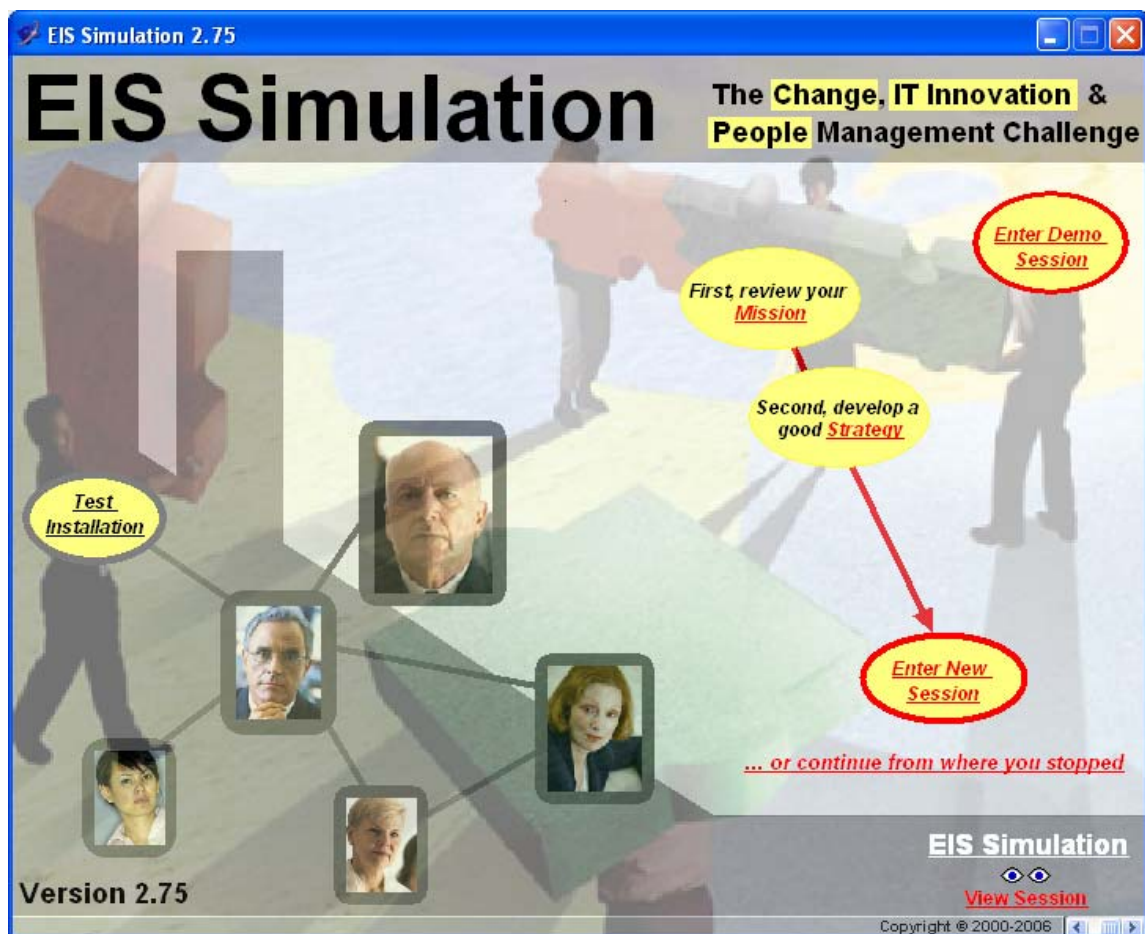 EIS Simulation 2.75
EIS Simulation
The Change, IT Innovation &
People Management Challenge
Enter Demo
Session
First, review your
Mission
Second, develop a
good Strategy
Test
Installation
Enter New
Session
... or continue from where you stopped
EIS Simulation
View Session
Version 2.75
Copyright © 2000-2006